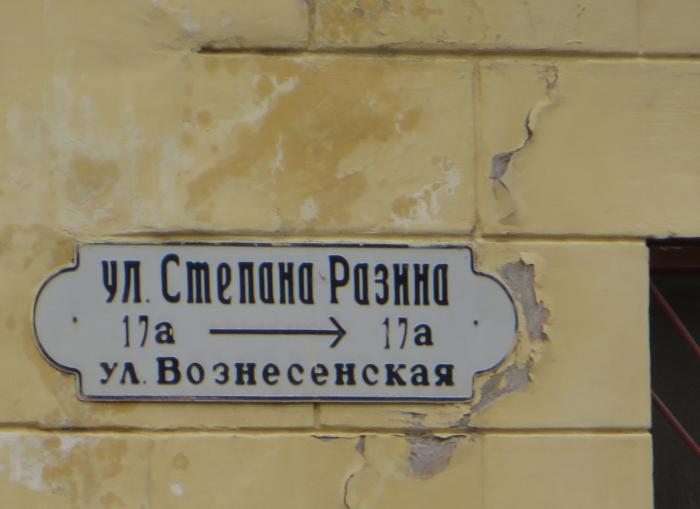 ул. Степана Разина
17а → 17а
ул. Вознесенская